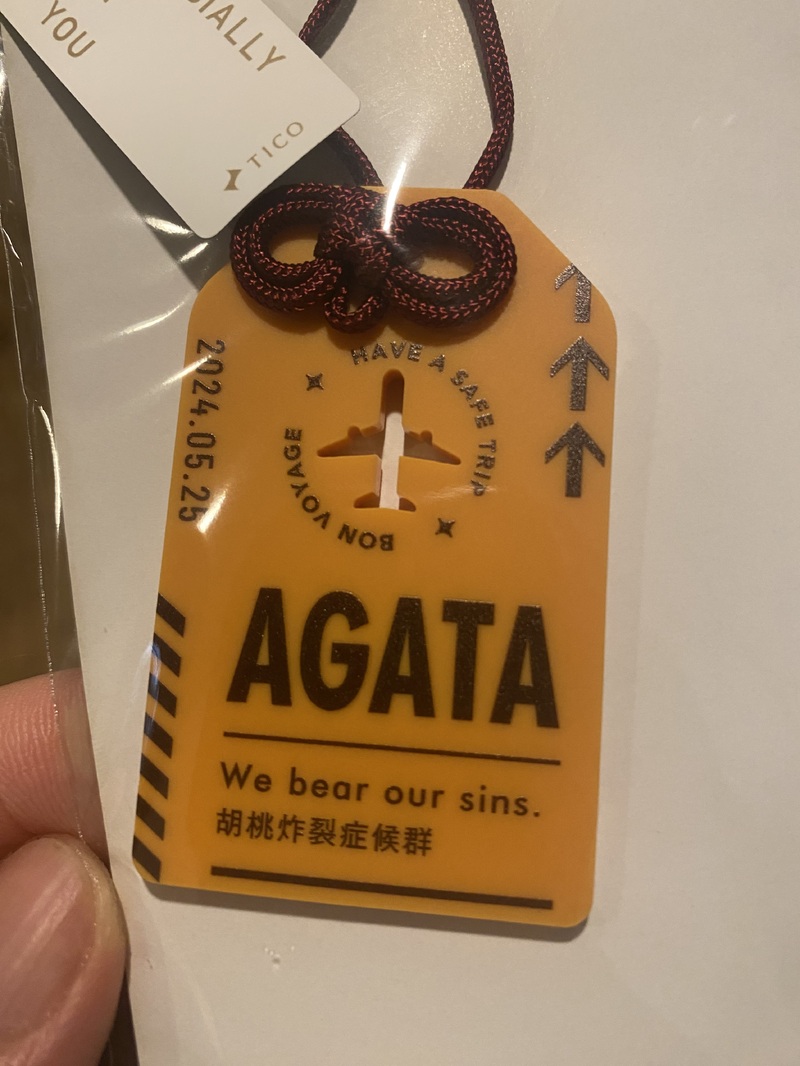 IALLY
YOU
TICO
2024.05.25
HAVE A SAFE TRIP
BON VOYAGE
AGATA
We bear our sins.
胡桃炸裂症候群